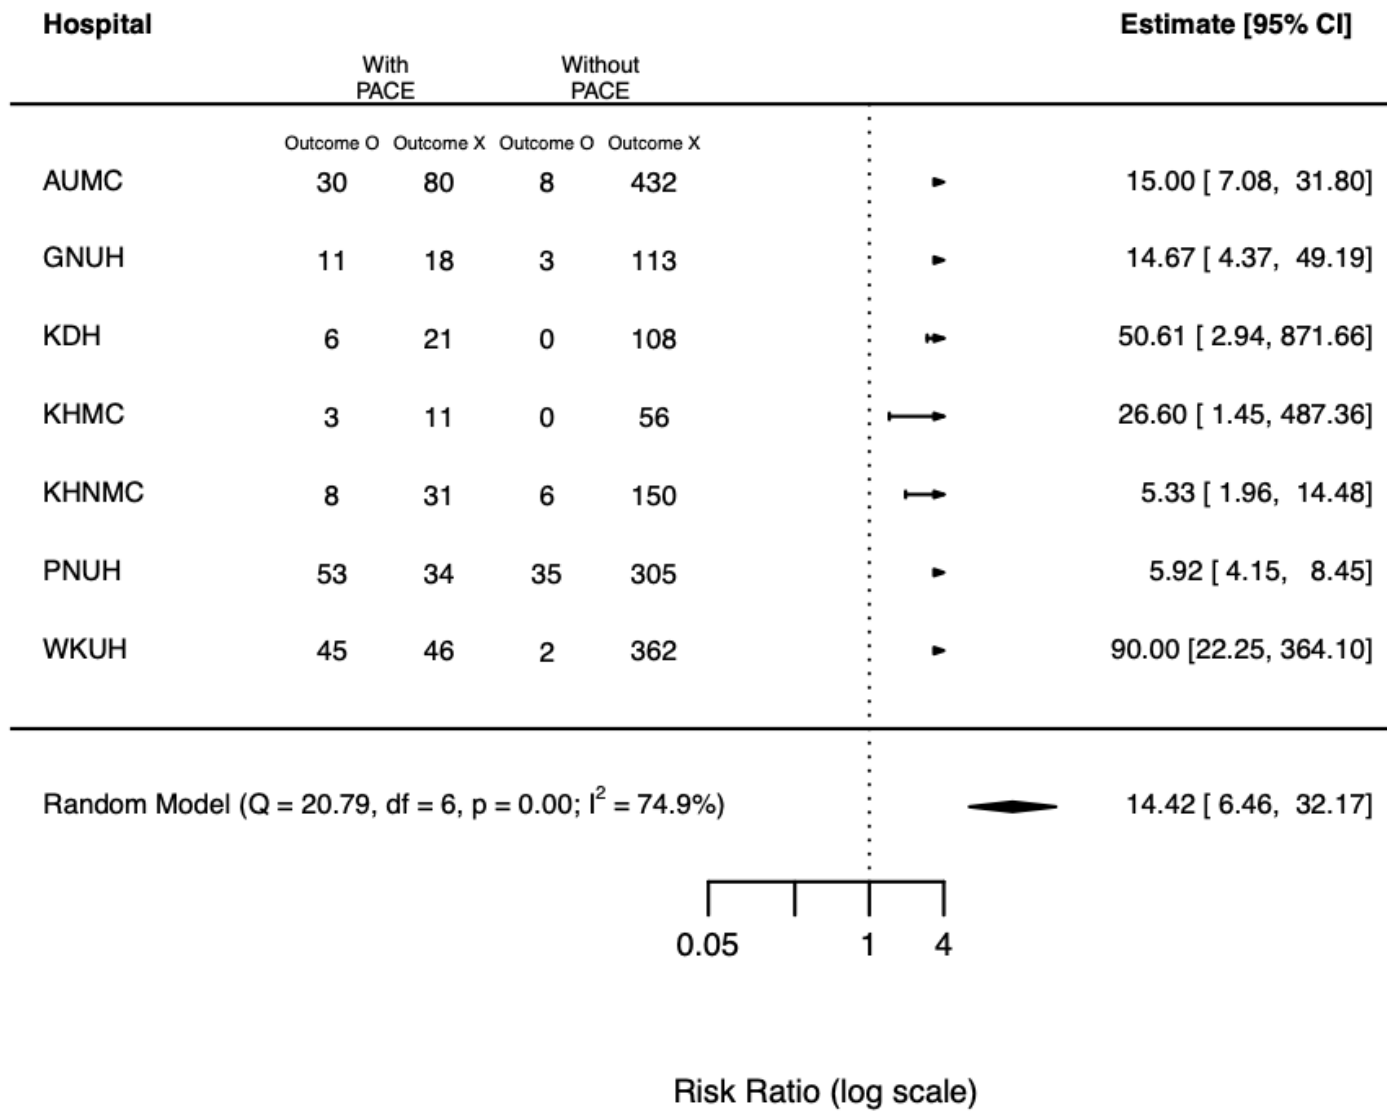 Hospital Estimate [95% CI]
With Without
PACE PACE
Outcome O Outcome X Outcome O Outcome X
AUMC 30 80 8 432 15.00 [ 7.08, 31.80]
GNUH 11 18 3 113 14.67 [ 4.37, 49.19]
KDH 6 21 0 108 50.61 [ 2.94, 871.66]
KHMC 3 11 0 56 26.60 [ 1.45, 487.36]
KHNMC 8 31 6 150 5.33 [ 1.96, 14.48]
PNUH 53 34 35 305 5.92 [ 4.15, 8.45]
WKUH 45 46 2 362 90.00 [22.25, 364.10]
Random Model (Q = 20.79, df = 6, p = 0.00; I² = 74.9%) 14.42 [ 6.46, 32.17]
0.05 1 4
Risk Ratio (log scale)